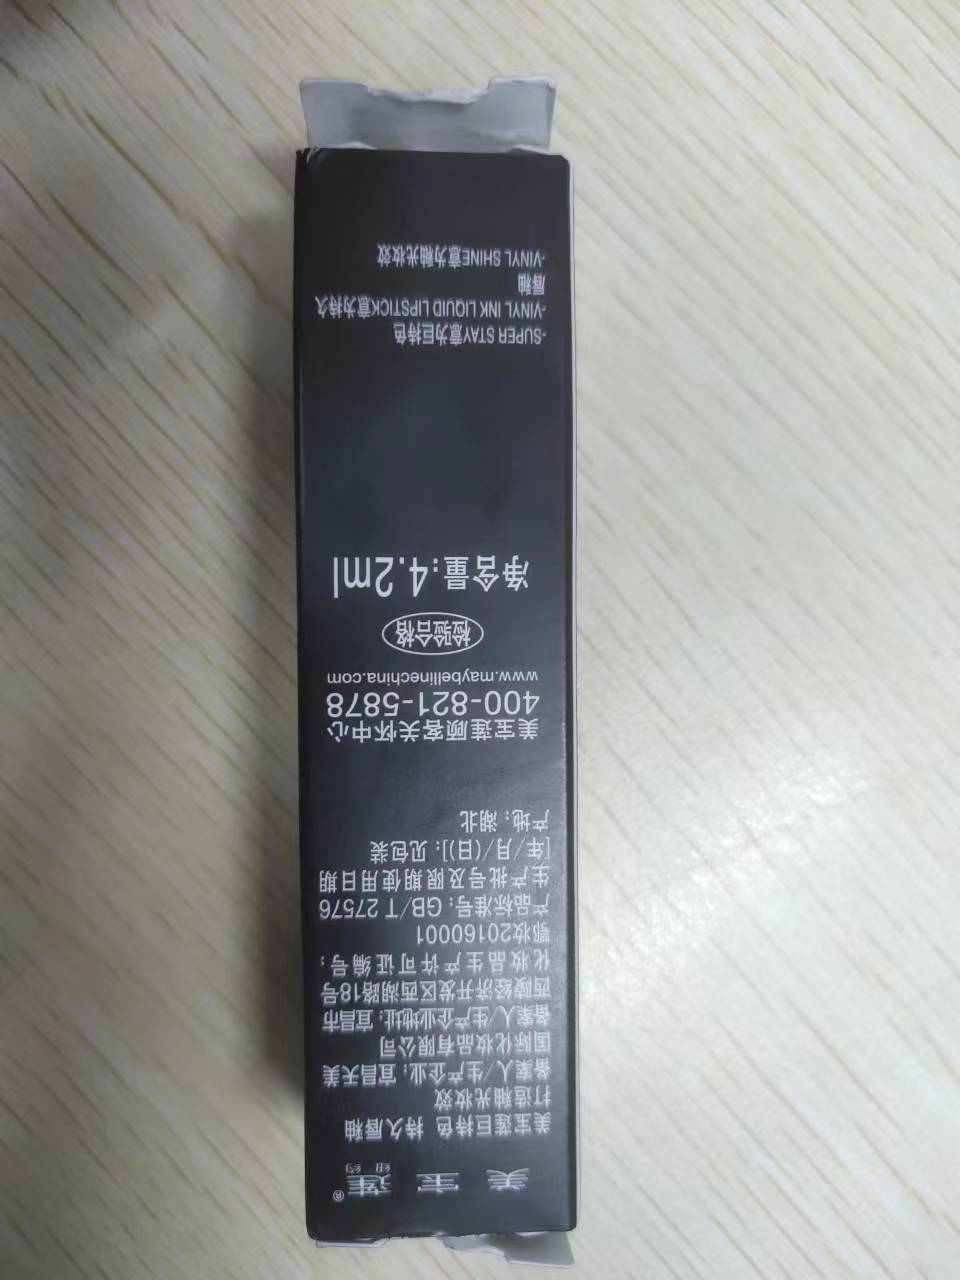 美宝莲®
纽约
美宝莲巨持色 持久唇釉
打造釉光妆效
备案人/生产企业: 宜昌天美
国际化妆品有限公司
备案人/生产企业地址: 宜昌市
西陵经济开发区西湖路18号
化妆品生产许可证编号:
鄂妆20160001
产品标准号: GB/T 27576
生产批号及限期使用日期
[年/月/(日)]: 见包装
产地: 湖北
美宝莲顾客关怀中心
400-821-5878
www.maybellinechina.com
检验合格
净含量:4.2ml
-SUPER STAY意为巨持色
-VINYL INK LIQUID LIPSTICK意为持久
唇釉
-VINYL SHINE意为釉光妆效